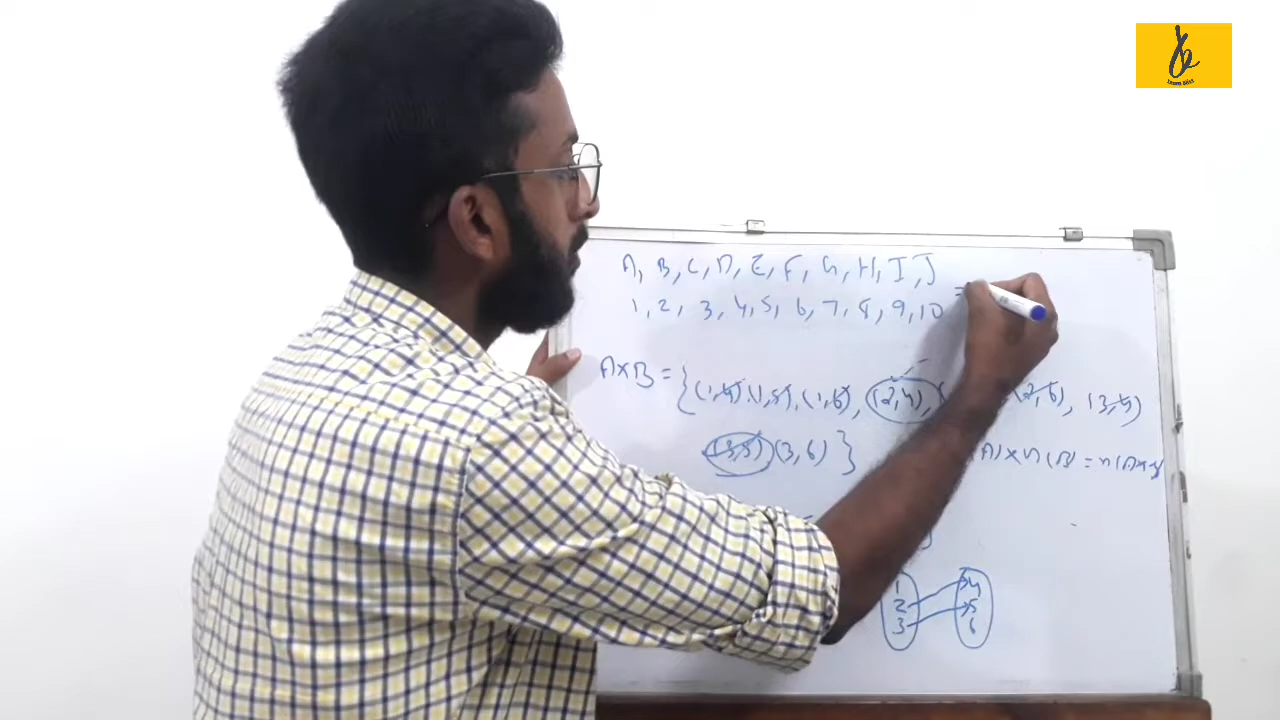 A, B, C, D, E, F, G, H, I, J
1, 2, 3, 4, 5, 6, 7, 8, 9, 10 =
A×B = {(1,4), (1,5), (1,6), (2,4), (2,6), (3,4)
(3,5) (3,6)}
A) × n(B) = n(A×B)
1 4
2 5
3 6